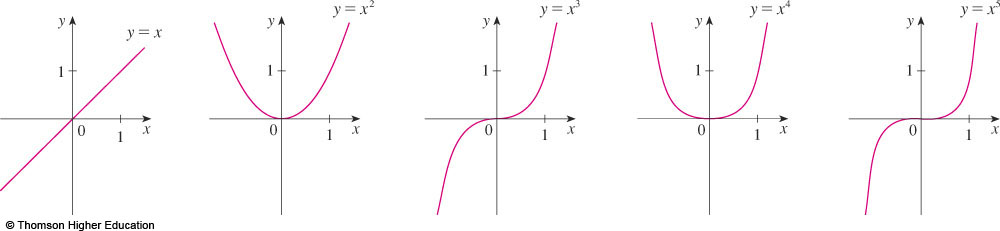 y
y = x
1
0
1
x
y
y = x²
1
0
1
x
y
y = x³
1
0
1
x
y
y = x⁴
1
0
1
x
y
y = x⁵
1
0
1
x
© Thomson Higher Education